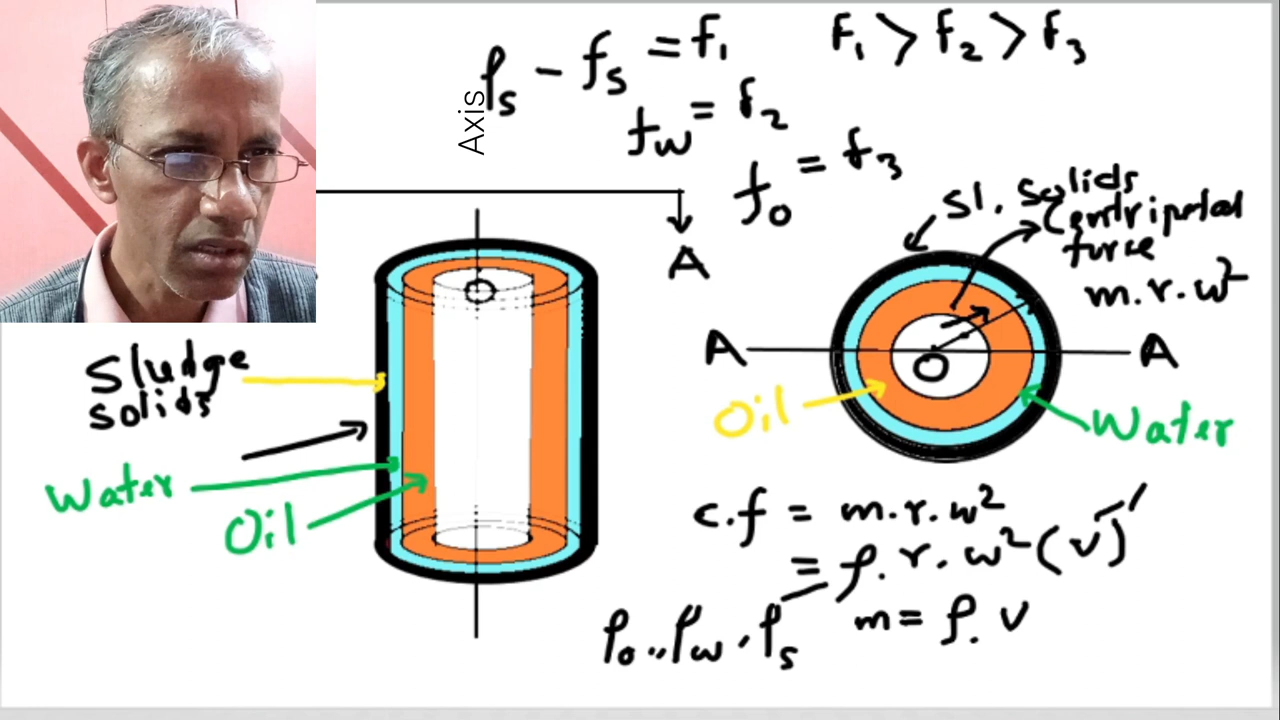 ρs - fs = F1
F1 > F2 > F3
fw = F2
fo = f3
Axis
A
sl. solids
Centripetal
force
m.r.w²
O
Sludge
solids
Water
Oil
A
A
O
Oil
Water
c.f = m.r.w²
= ρ.r.w²(v)
m = ρ.v
ρo, ρw, ρs